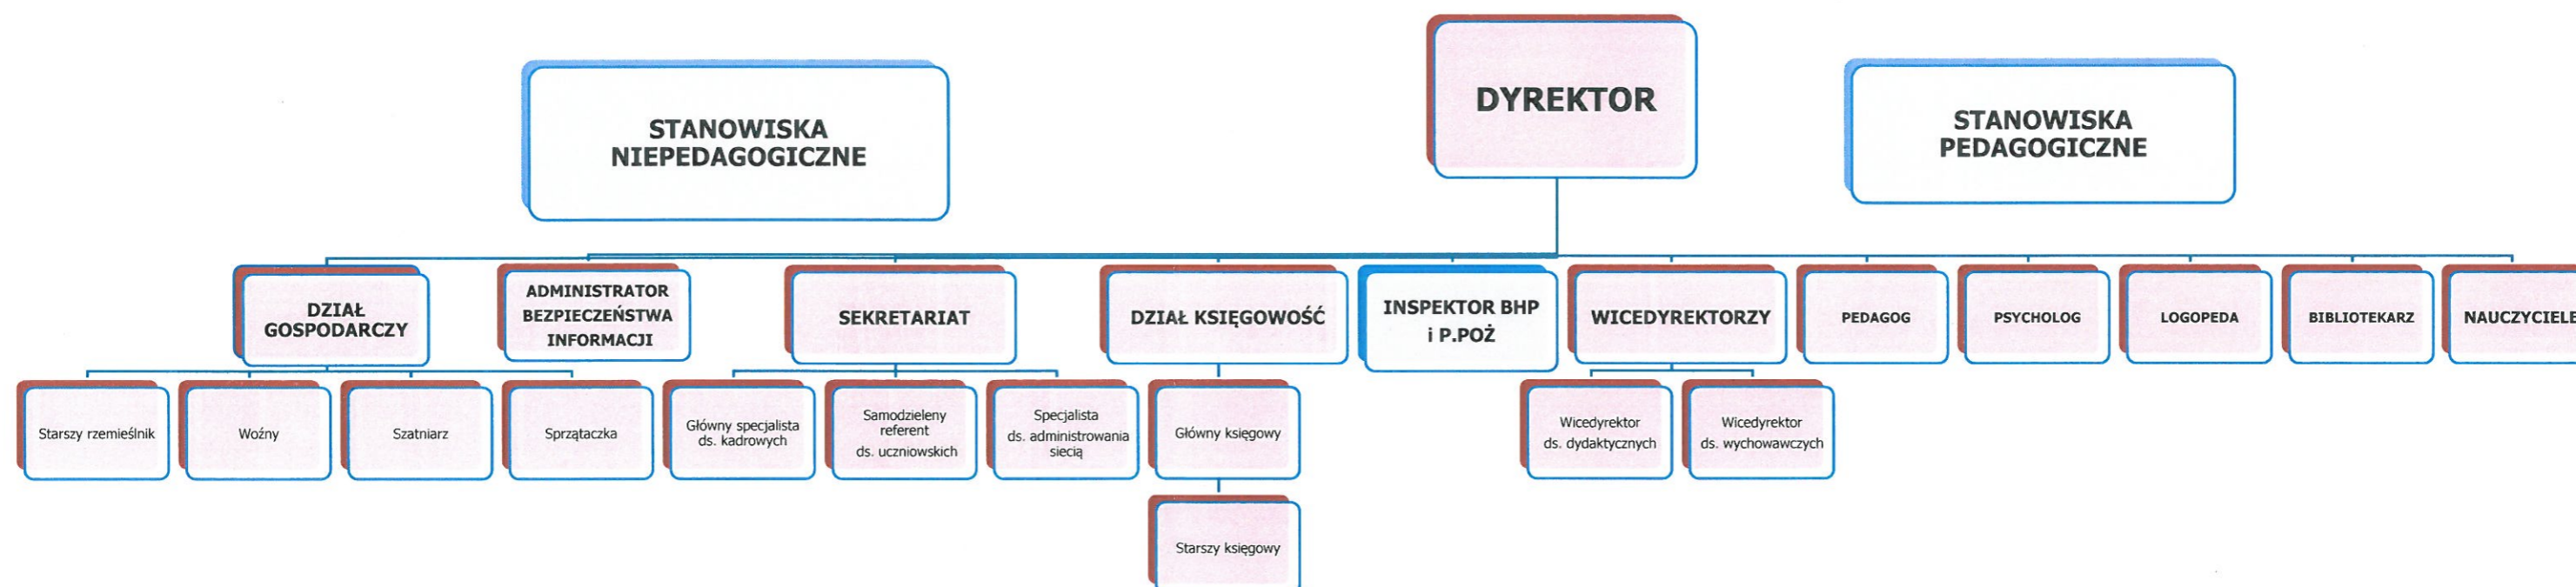 DYREKTOR
STANOWISKA
NIEPEDAGOGICZNE
STANOWISKA
PEDAGOGICZNE
DZIAŁ
GOSPODARCZY
ADMINISTRATOR
BEZPIECZEŃSTWA
INFORMACJI
SEKRETARIAT
DZIAŁ KSIĘGOWOŚĆ
INSPEKTOR BHP
i P.POŻ
WICEDYREKTORZY
PEDAGOG
PSYCHOLOG
LOGOPEDA
BIBLIOTEKARZ
NAUCZYCIELE
Starszy rzemieślnik
Woźny
Szatniarz
Sprzątaczka
Główny specjalista
ds. kadrowych
Samodzieleny
referent
ds. uczniowskich
Specjalista
ds. administrowania
siecią
Główny księgowy
Wicedyrektor
ds. dydaktycznych
Wicedyrektor
ds. wychowawczych
Starszy księgowy